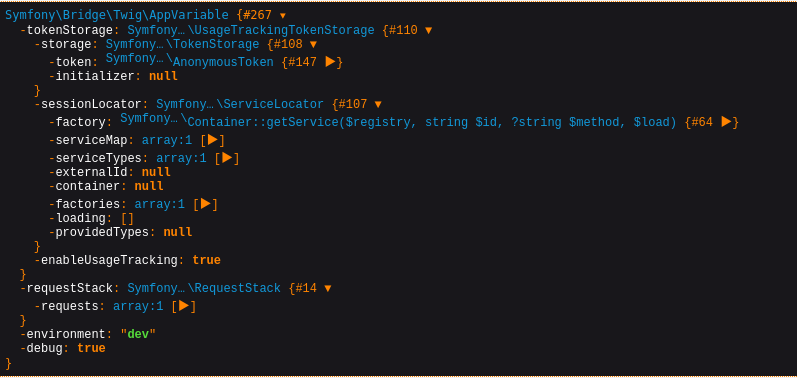 Symfony\Bridge\Twig\AppVariable {#267 ▼
  -tokenStorage: Symfony…\UsageTrackingTokenStorage {#110 ▼
    -storage: Symfony…\TokenStorage {#108 ▼
      -token: Symfony…\AnonymousToken {#147 ▶}
      -initializer: null
    }
    -sessionLocator: Symfony…\ServiceLocator {#107 ▼
      -factory: Symfony…\Container::getService($registry, string $id, ?string $method, $load) {#64 ▶}
      -serviceMap: array:1 [▶]
      -serviceTypes: array:1 [▶]
      -externalId: null
      -container: null
      -factories: array:1 [▶]
      -loading: []
      -providedTypes: null
    }
    -enableUsageTracking: true
  }
  -requestStack: Symfony…\RequestStack {#14 ▼
    -requests: array:1 [▶]
  }
  -environment: "dev"
  -debug: true
}